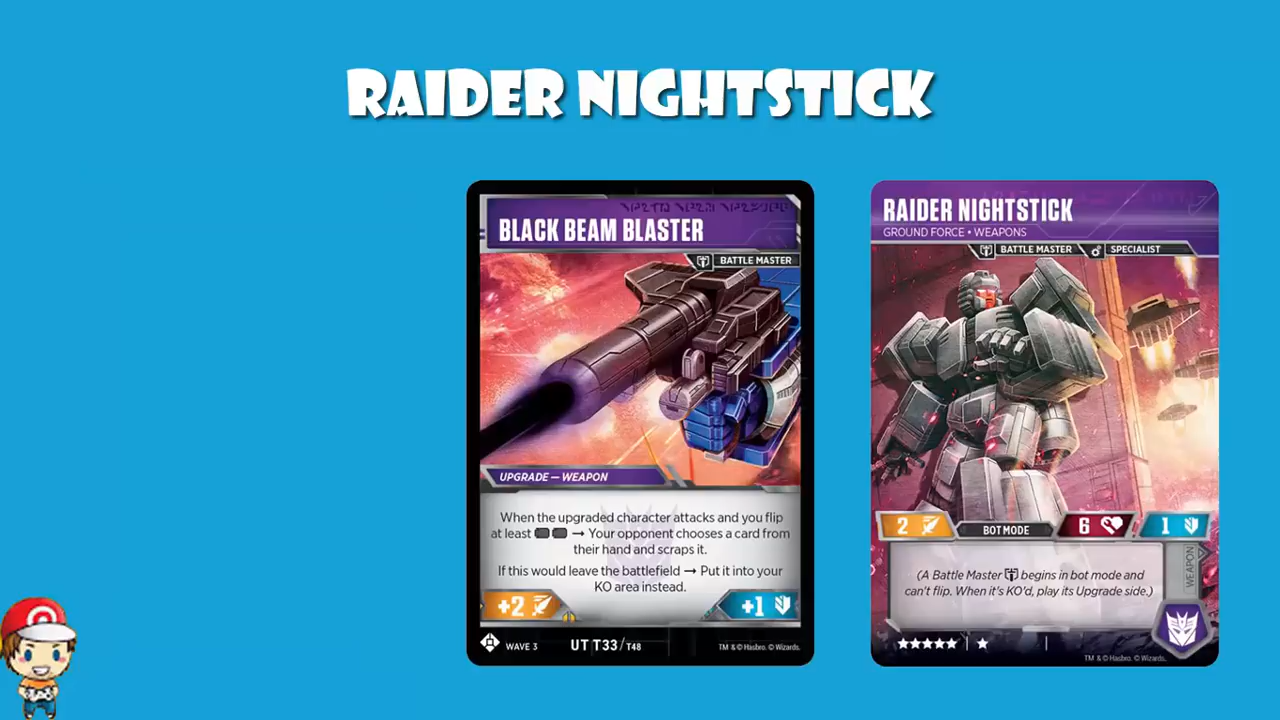 RAIDER NIGHTSTICK
BLACK BEAM BLASTER
BATTLE MASTER
UPGRADE — WEAPON
When the upgraded character attacks and you flip
at least → Your opponent chooses a card from
their hand and scraps it.
If this would leave the battlefield → Put it into your
KO area instead.
+2
+1
WAVE 3
UT T33/T48
TM & © Hasbro. © Wizards.
RAIDER NIGHTSTICK
GROUND FORCE • WEAPONS
BATTLE MASTER
SPECIALIST
2
BOT MODE
6
1
(A Battle Master begins in bot mode and
can't flip. When it's KO'd, play its Upgrade side.)
WEAPON
TM & © Hasbro. © Wizards.